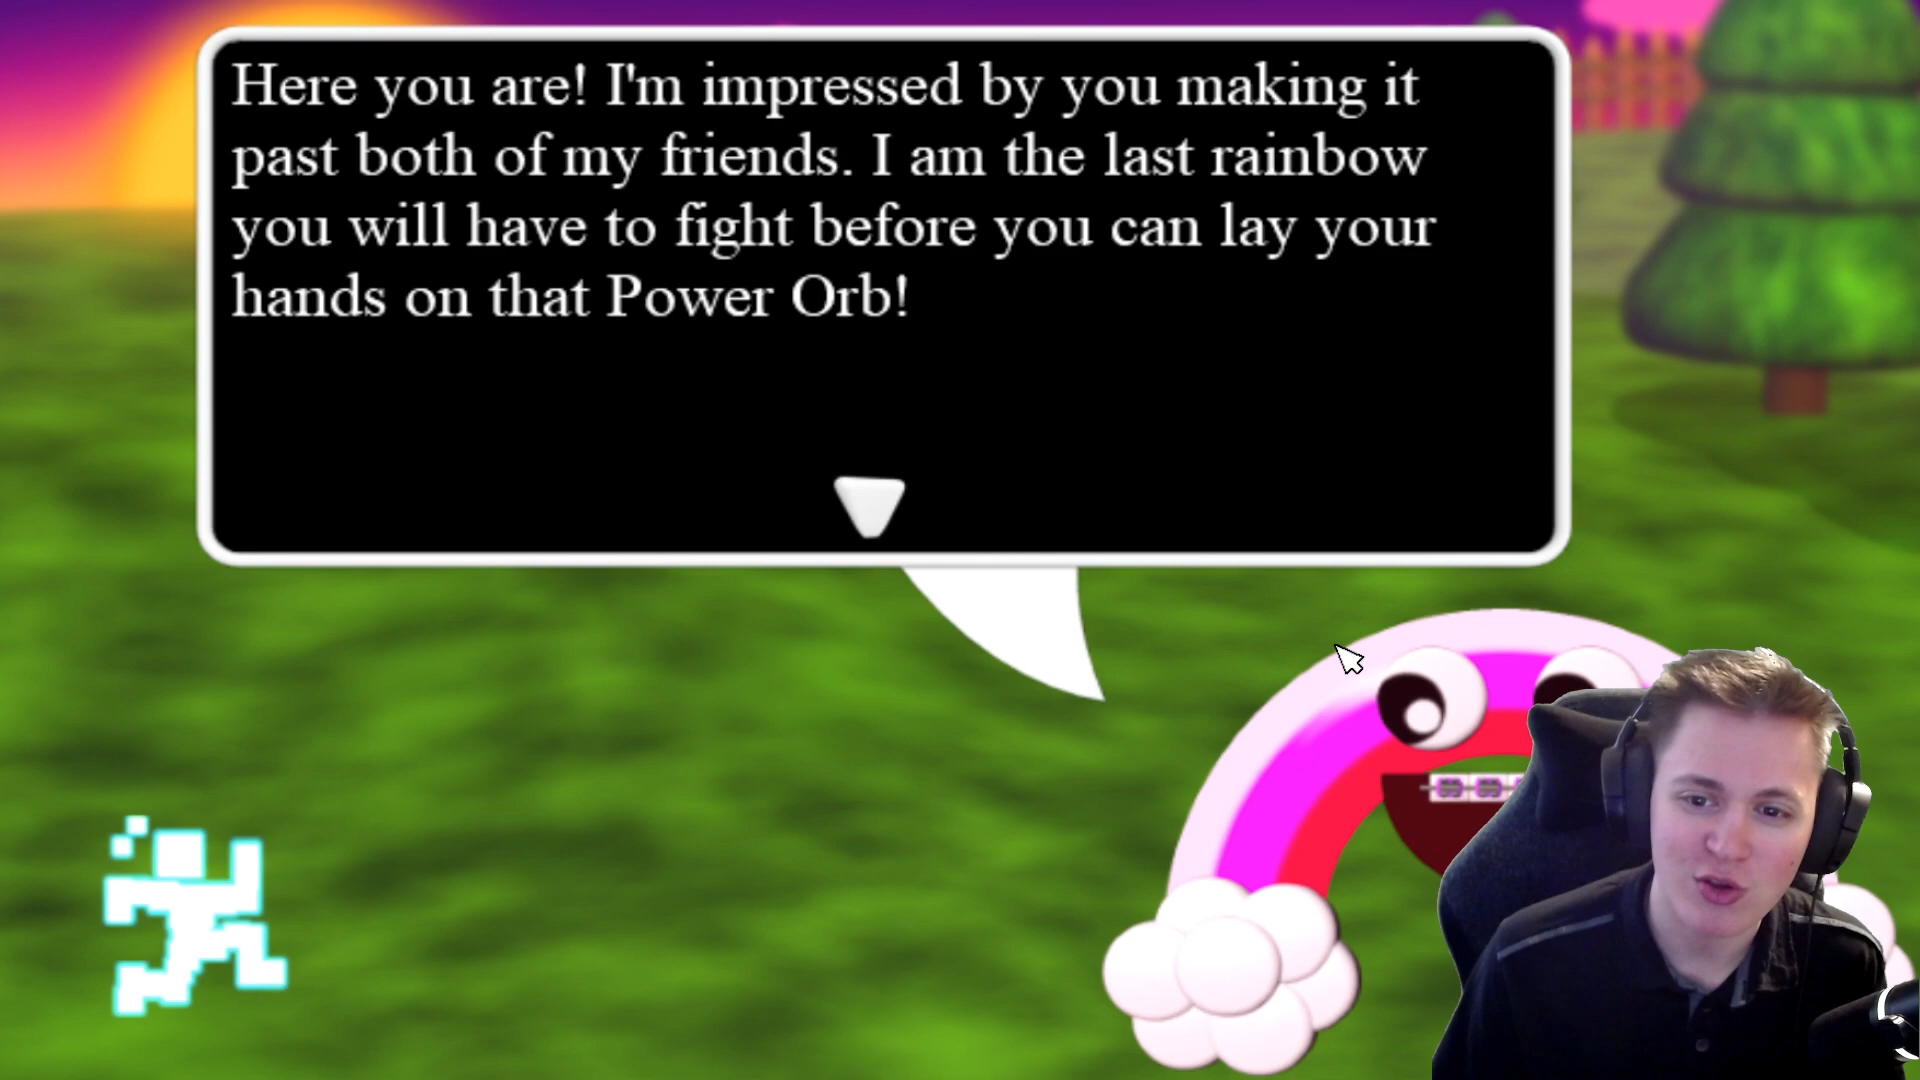 Here you are! I'm impressed by you making it
past both of my friends. I am the last rainbow
you will have to fight before you can lay your
hands on that Power Orb!